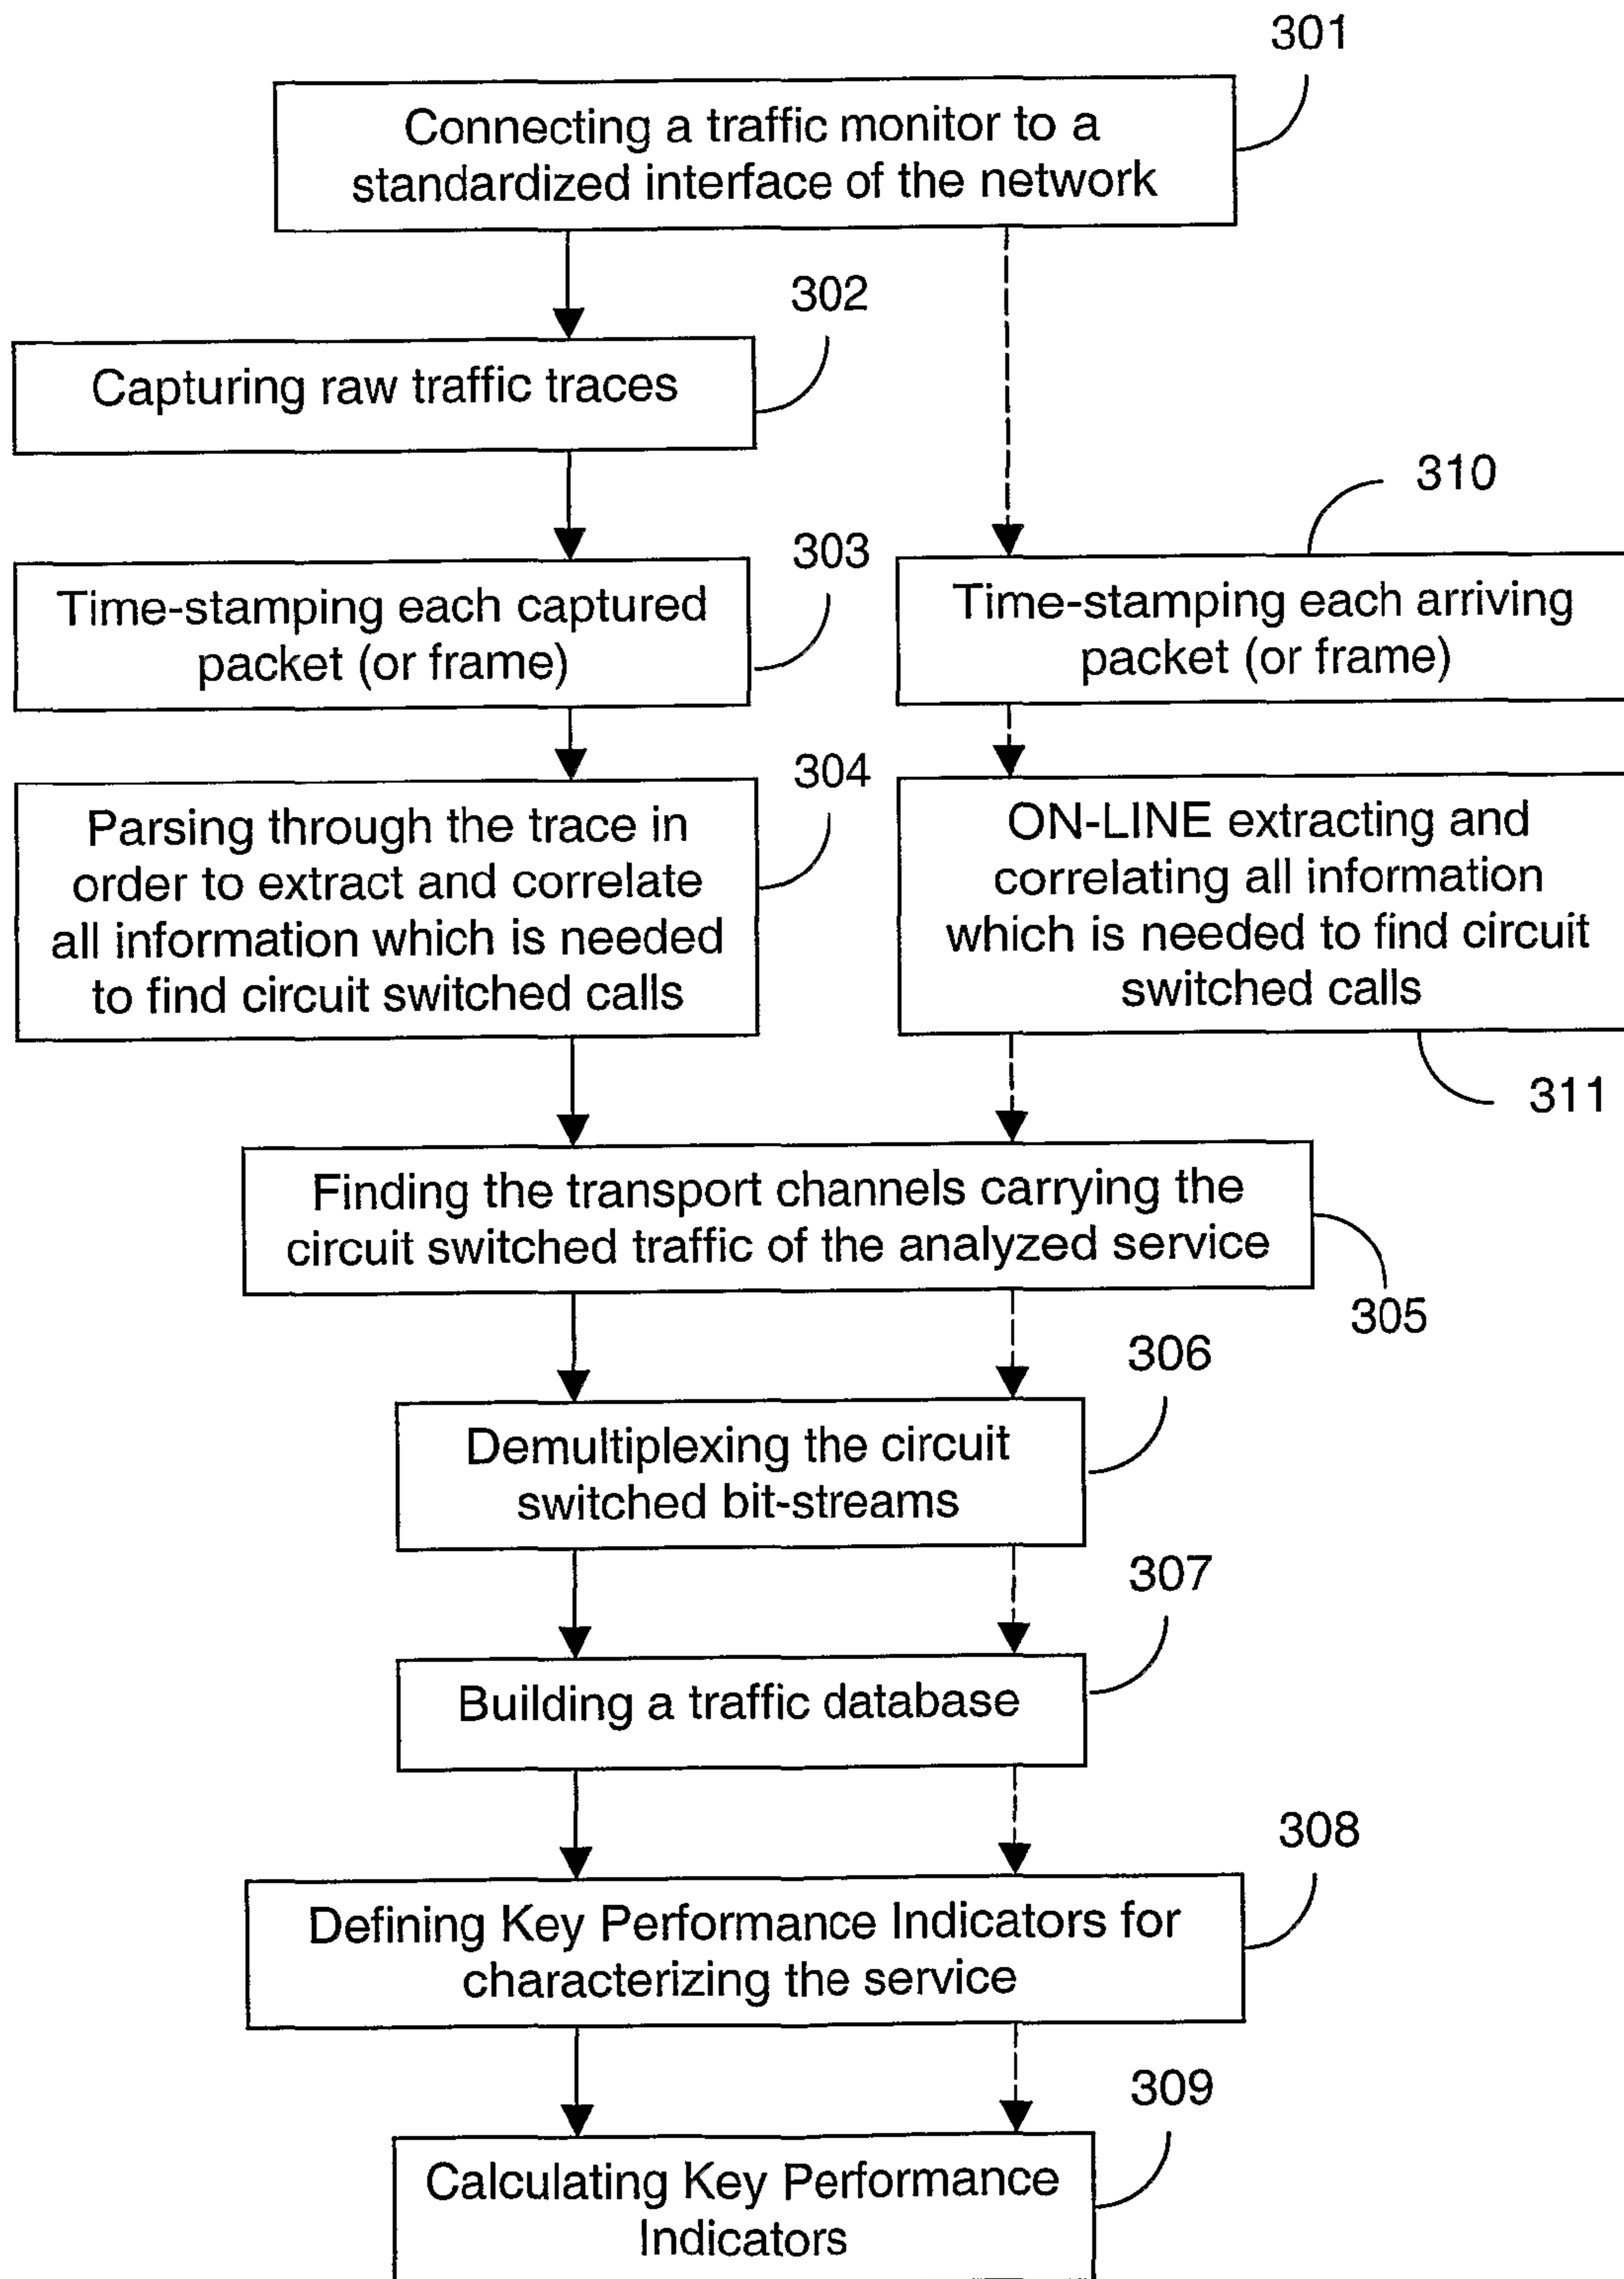 301
Connecting a traffic monitor to a
standardized interface of the network
302
Capturing raw traffic traces
310
303
Time-stamping each captured
packet (or frame)
Time-stamping each arriving
packet (or frame)
304
Parsing through the trace in
order to extract and correlate
all information which is needed
to find circuit switched calls
ON-LINE extracting and
correlating all information
which is needed to find circuit
switched calls
311
Finding the transport channels carrying the
circuit switched traffic of the analyzed service
305
306
Demultiplexing the circuit
switched bit-streams
307
Building a traffic database
308
Defining Key Performance Indicators for
characterizing the service
309
Calculating Key Performance
Indicators